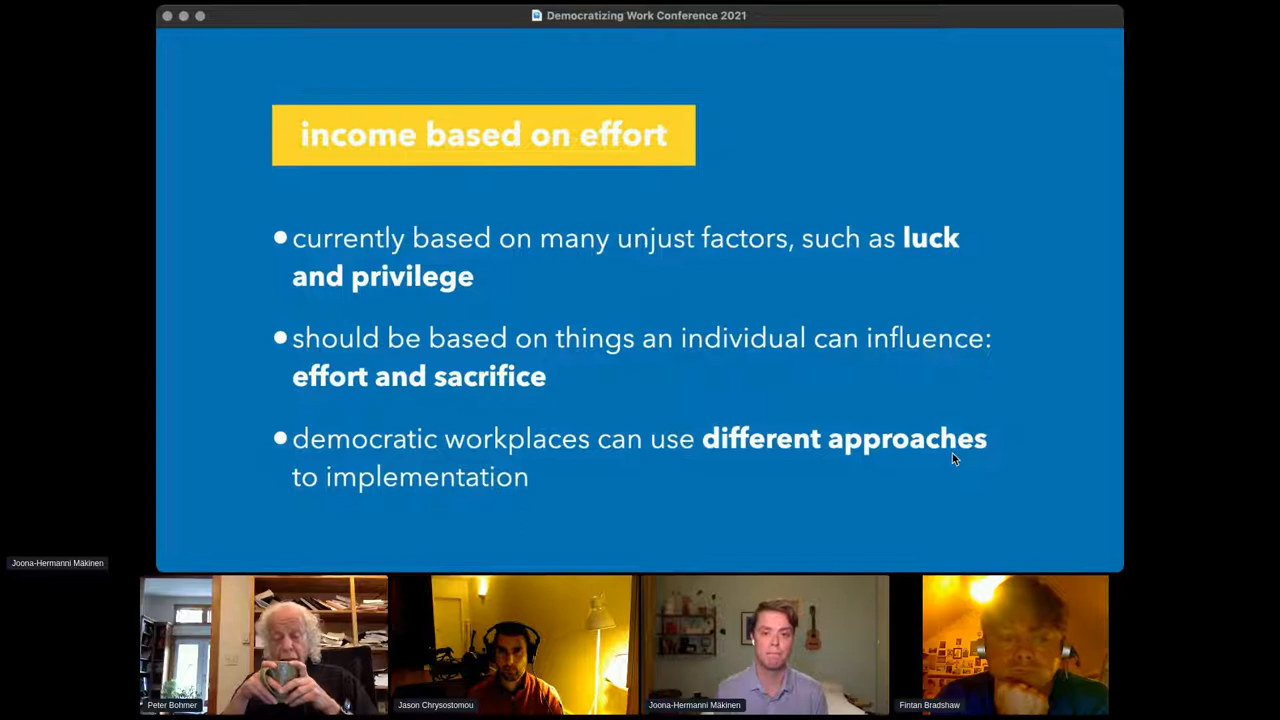 Democratizing Work Conference 2021
income based on effort
currently based on many unjust factors, such as luck
and privilege
should be based on things an individual can influence:
effort and sacrifice
democratic workplaces can use different approaches
to implementation
Joona-Hermanni Mäkinen
Peter Bohmer
Jason Chrysostomou
Joona-Hermanni Mäkinen
Fintan Bradshaw